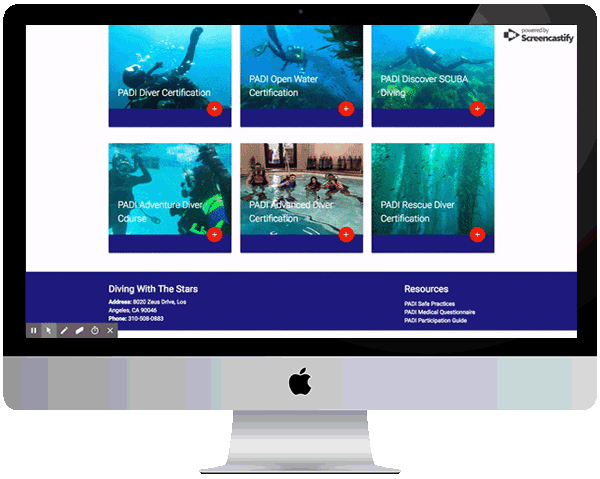 powered by
Screencastify
PADI Diver Certification
PADI Open Water
Certification
PADI Discover SCUBA
Diving
PADI Adventure Diver
Course
PADI Advanced Diver
Certification
PADI Rescue Diver
Certification
Diving With The Stars
Address: 8020 Zeus Drive, Los
Angeles, CA 90046
Phone: 310-508-0883
Resources
PADI Safe Practices
PADI Medical Questionnaire
PADI Participation Guide